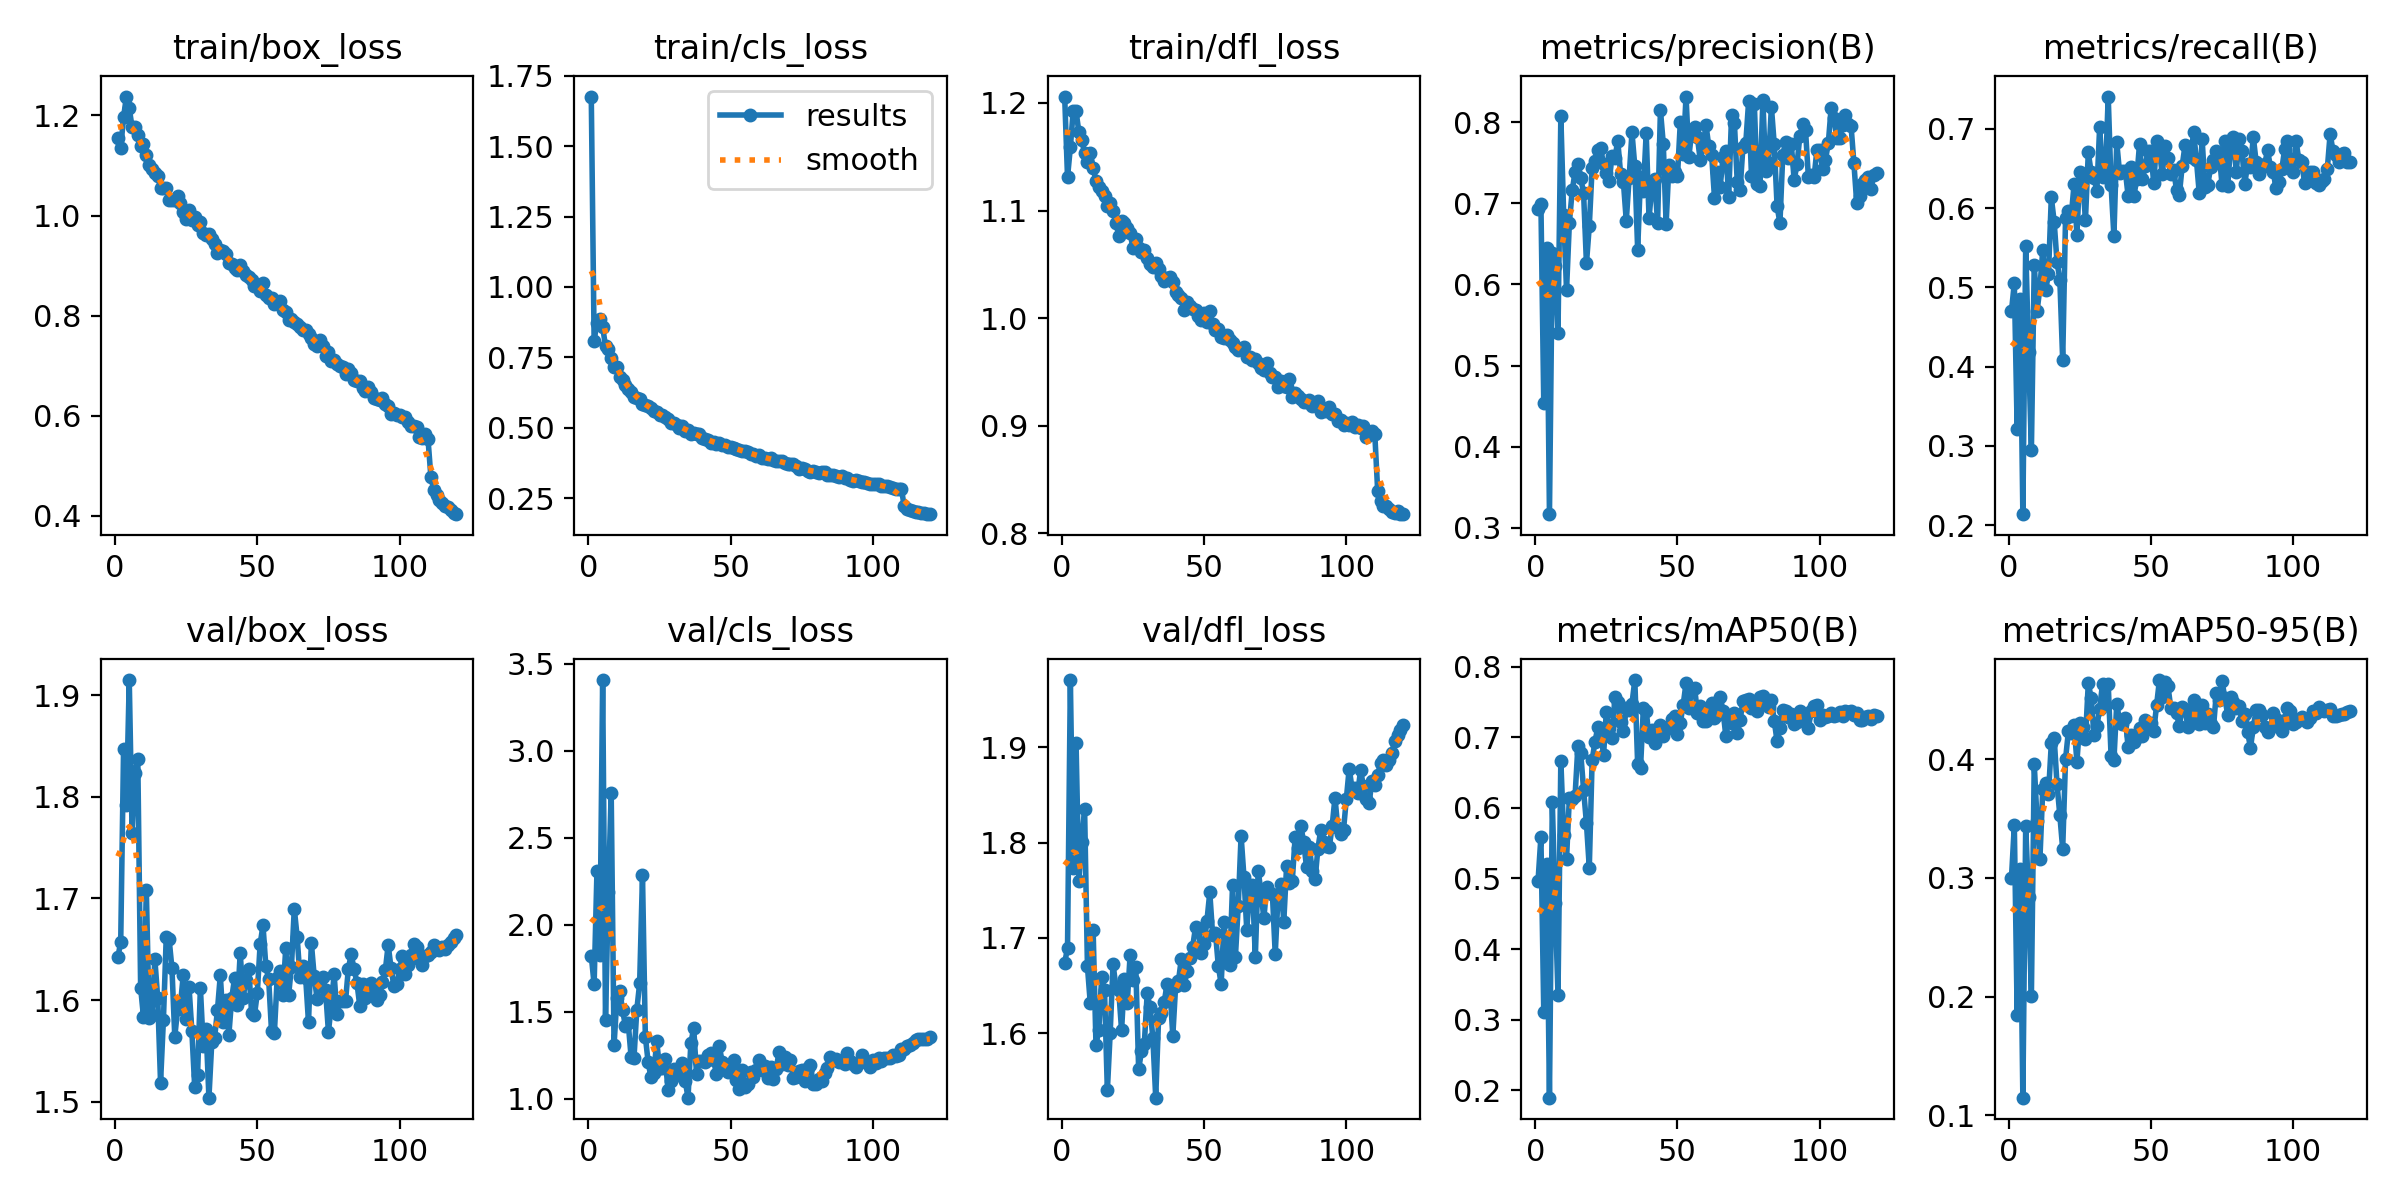 train/box_loss
1.2
1.0
0.8
0.6
0.4
0 50 100
train/cls_loss
1.75
1.50
1.25
1.00
0.75
0.50
0.25
0 50 100
results
smooth
train/dfl_loss
1.2
1.1
1.0
0.9
0.8
0 50 100
metrics/precision(B)
0.8
0.7
0.6
0.5
0.4
0.3
0 50 100
metrics/recall(B)
0.7
0.6
0.5
0.4
0.3
0.2
0 50 100
val/box_loss
1.9
1.8
1.7
1.6
1.5
0 50 100
val/cls_loss
3.5
3.0
2.5
2.0
1.5
1.0
0 50 100
val/dfl_loss
1.9
1.8
1.7
1.6
0 50 100
metrics/mAP50(B)
0.8
0.7
0.6
0.5
0.4
0.3
0.2
0 50 100
metrics/mAP50-95(B)
0.4
0.3
0.2
0.1
0 50 100